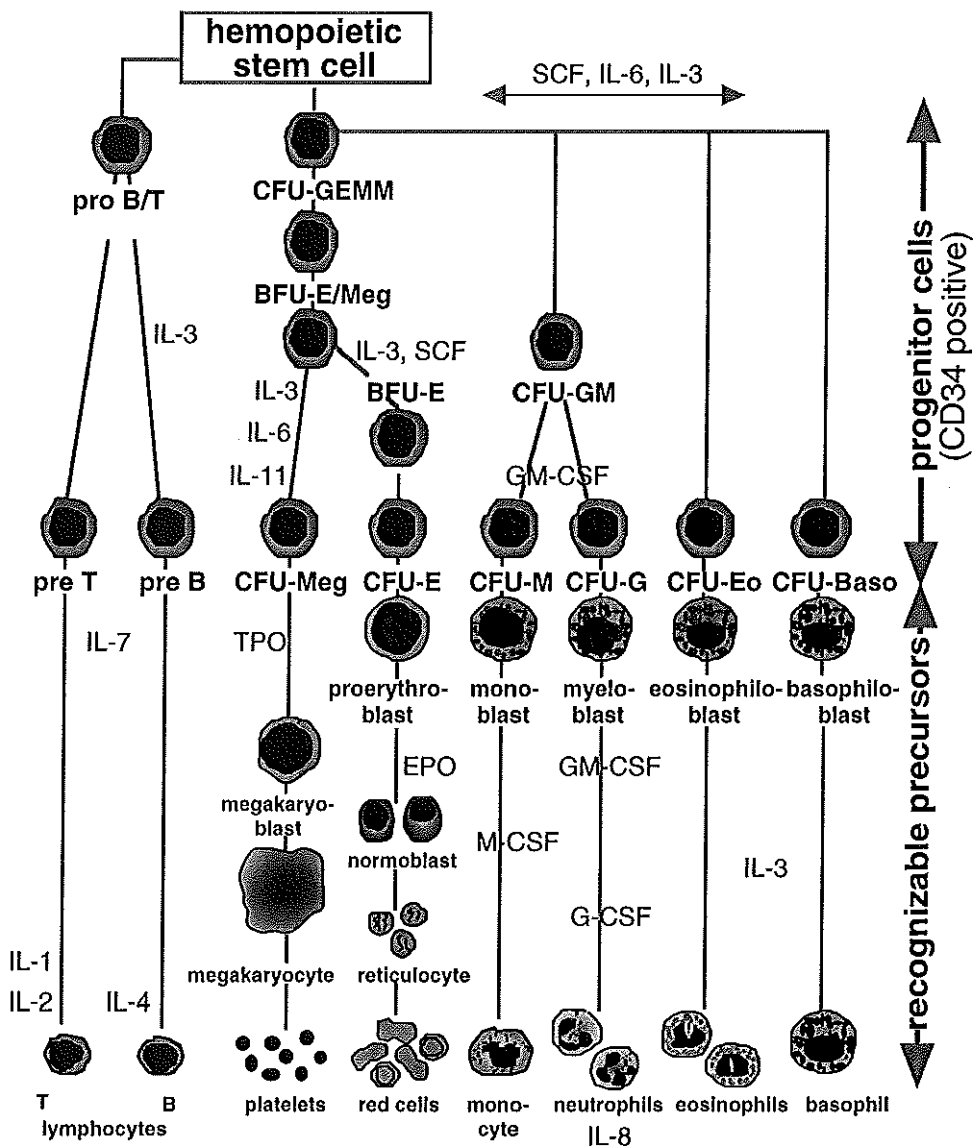 hemopoietic
stem cell
SCF, IL-6, IL-3
pro B/T
CFU-GEMM
BFU-E/Meg
IL-3
IL-3, SCF
IL-3
BFU-E
CFU-GM
IL-6
IL-11
GM-CSF
pre T
pre B
CFU-Meg
CFU-E
CFU-M
CFU-G
CFU-Eo
CFU-Baso
IL-7
TPO
proerythro-
blast
mono-
blast
myelo-
blast
eosinophilo-
blast
basophilo-
blast
EPO
GM-CSF
megakaryo-
blast
normoblast
M-CSF
IL-3
G-CSF
megakaryocyte
reticulocyte
IL-1
IL-2
IL-4
T
B
lymphocytes
platelets
red cells
mono-
cyte
neutrophils
IL-8
eosinophils
basophil
progenitor cells
(CD34 positive)
recognizable precursors